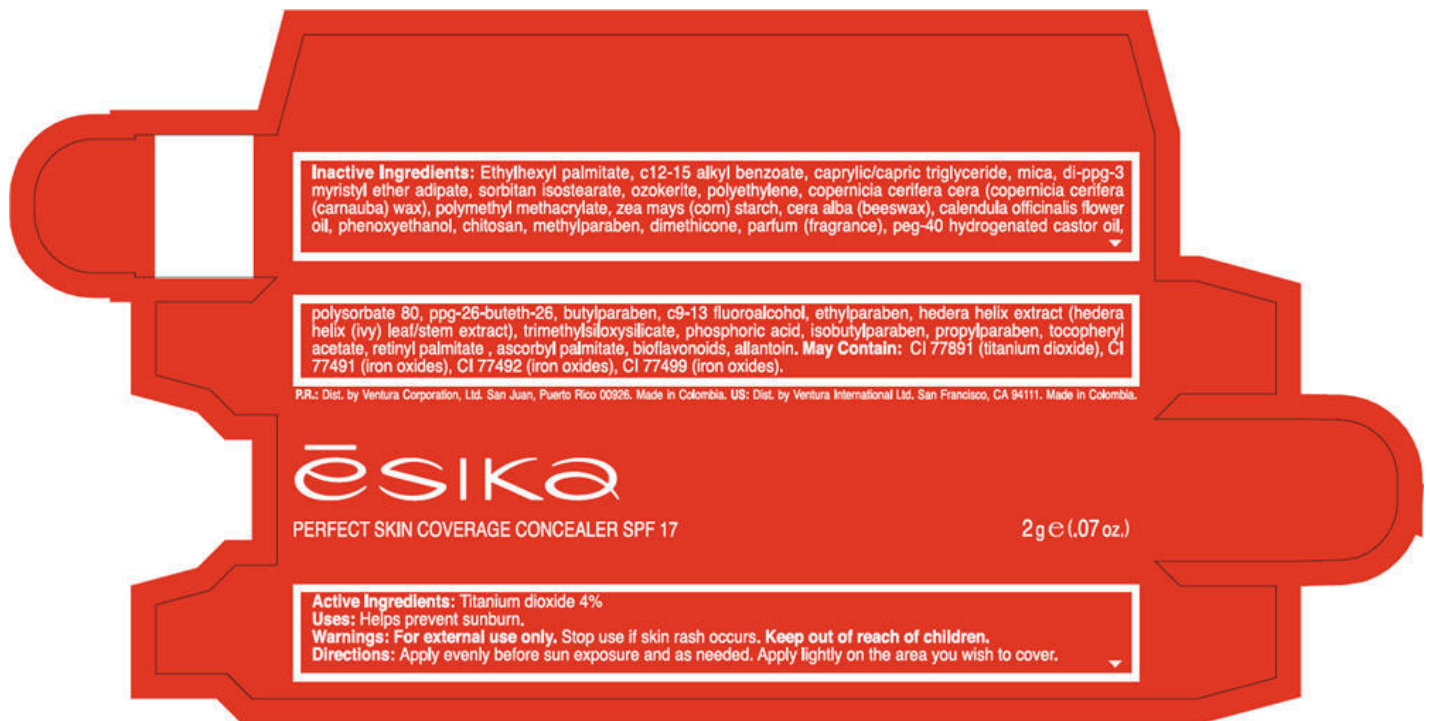 Inactive Ingredients: Ethylhexyl palmitate, c12-15 alkyl benzoate, caprylic/capric triglyceride, mica, di-ppg-3
myristyl ether adipate, sorbitan isostearate, ozokerite, polyethylene, copernicia cerifera cera (copernicia cerifera
(carnauba) wax), polymethyl methacrylate, zea mays (corn) starch, cera alba (beeswax), calendula officinalis flower
oil, phenoxyethanol, chitosan, methylparaben, dimethicone, parfum (fragrance), peg-40 hydrogenated castor oil,
polysorbate 80, ppg-26-buteth-26, butylparaben, c9-13 fluoroalcohol, ethylparaben, hedera helix extract (hedera
helix (ivy) leaf/stem extract), trimethylsiloxysilicate, phosphoric acid, isobutylparaben, propylparaben, tocopheryl
acetate, retinyl palmitate , ascorbyl palmitate, bioflavonoids, allantoin. May Contain: CI 77891 (titanium dioxide), CI
77491 (iron oxides), CI 77492 (iron oxides), CI 77499 (iron oxides).
P.R.: Dist. by Ventura Corporation, Ltd. San Juan, Puerto Rico 00926. Made in Colombia. US: Dist. by Ventura International Ltd. San Francisco, CA 94111. Made in Colombia.
ēsika
PERFECT SKIN COVERAGE CONCEALER SPF 17
2 g ℮ (.07 oz.)
Active Ingredients: Titanium dioxide 4%
Uses: Helps prevent sunburn.
Warnings: For external use only. Stop use if skin rash occurs. Keep out of reach of children.
Directions: Apply evenly before sun exposure and as needed. Apply lightly on the area you wish to cover.